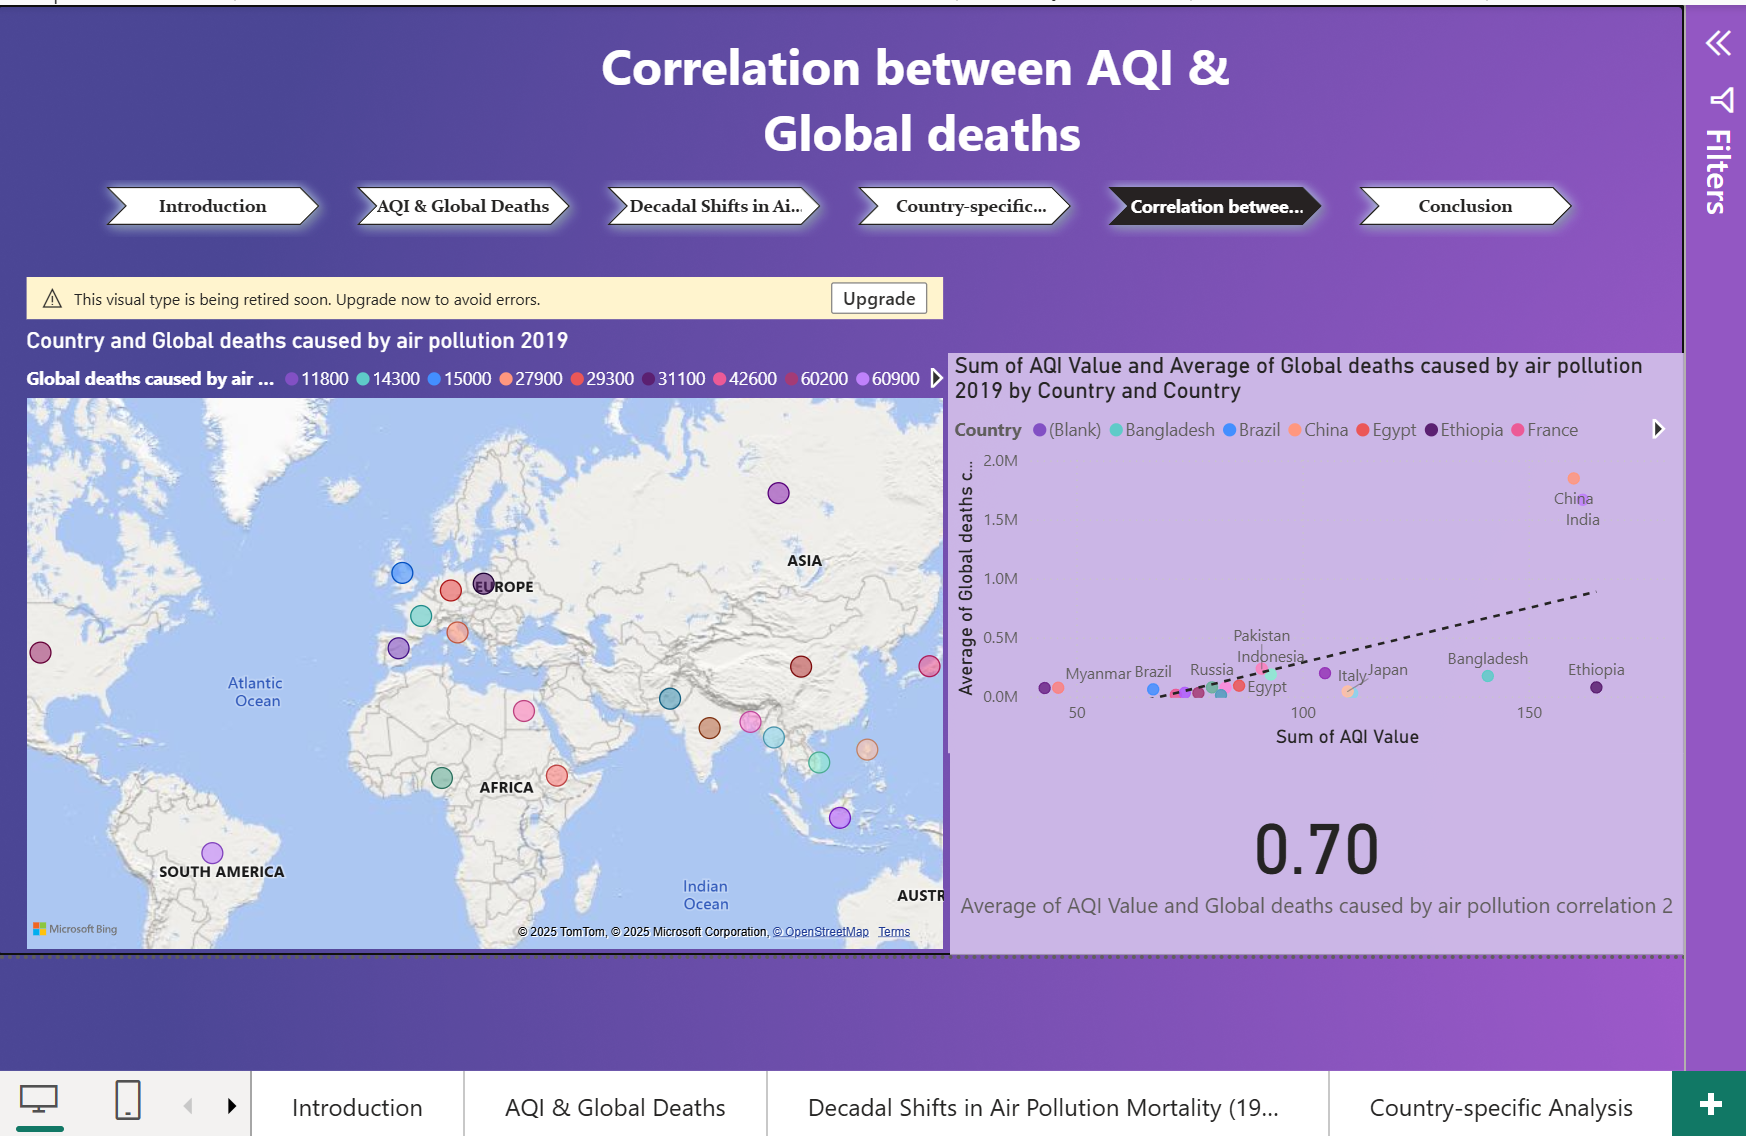 Correlation between AQI &
Global deaths
Introduction
AQI & Global Deaths
Decadal Shifts in Ai...
Country-specific...
Correlation betwee...
Conclusion
Filters
This visual type is being retired soon. Upgrade now to avoid errors.
Upgrade
Country and Global deaths caused by air pollution 2019
Global deaths caused by air ... 11800 14300 15000 27900 29300 31100 42600 60200 60900
ASIA
EUROPE
Atlantic
Ocean
AFRICA
SOUTH AMERICA
Indian
Ocean
AUSTR
Microsoft Bing
© 2025 TomTom, © 2025 Microsoft Corporation, © OpenStreetMap Terms
Sum of AQI Value and Average of Global deaths caused by air pollution
2019 by Country and Country
Country (Blank) Bangladesh Brazil China Egypt Ethiopia France
Average of Global deaths c...
2.0M
1.5M
1.0M
0.5M
0.0M
China
India
Pakistan
Indonesia
Myanmar
Brazil
Russia
Egypt
Italy
Japan
Bangladesh
Ethiopia
50
100
150
Sum of AQI Value
0.70
Average of AQI Value and Global deaths caused by air pollution correlation 2
Introduction
AQI & Global Deaths
Decadal Shifts in Air Pollution Mortality (19...
Country-specific Analysis